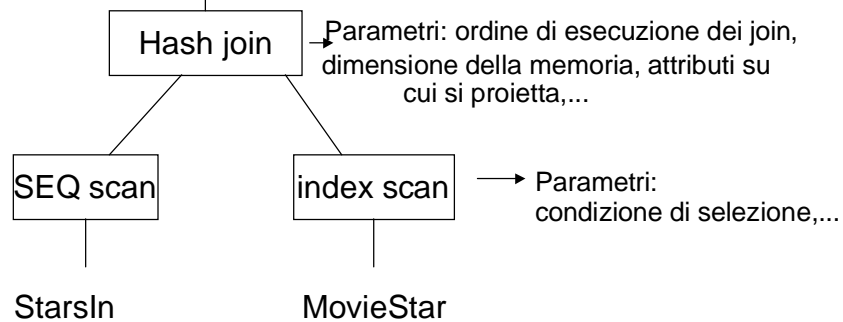 Hash join
Parametri: ordine di esecuzione dei join,
dimensione della memoria, attributi su
cui si proietta,...
SEQ scan
index scan
Parametri:
condizione di selezione,...
StarsIn
MovieStar